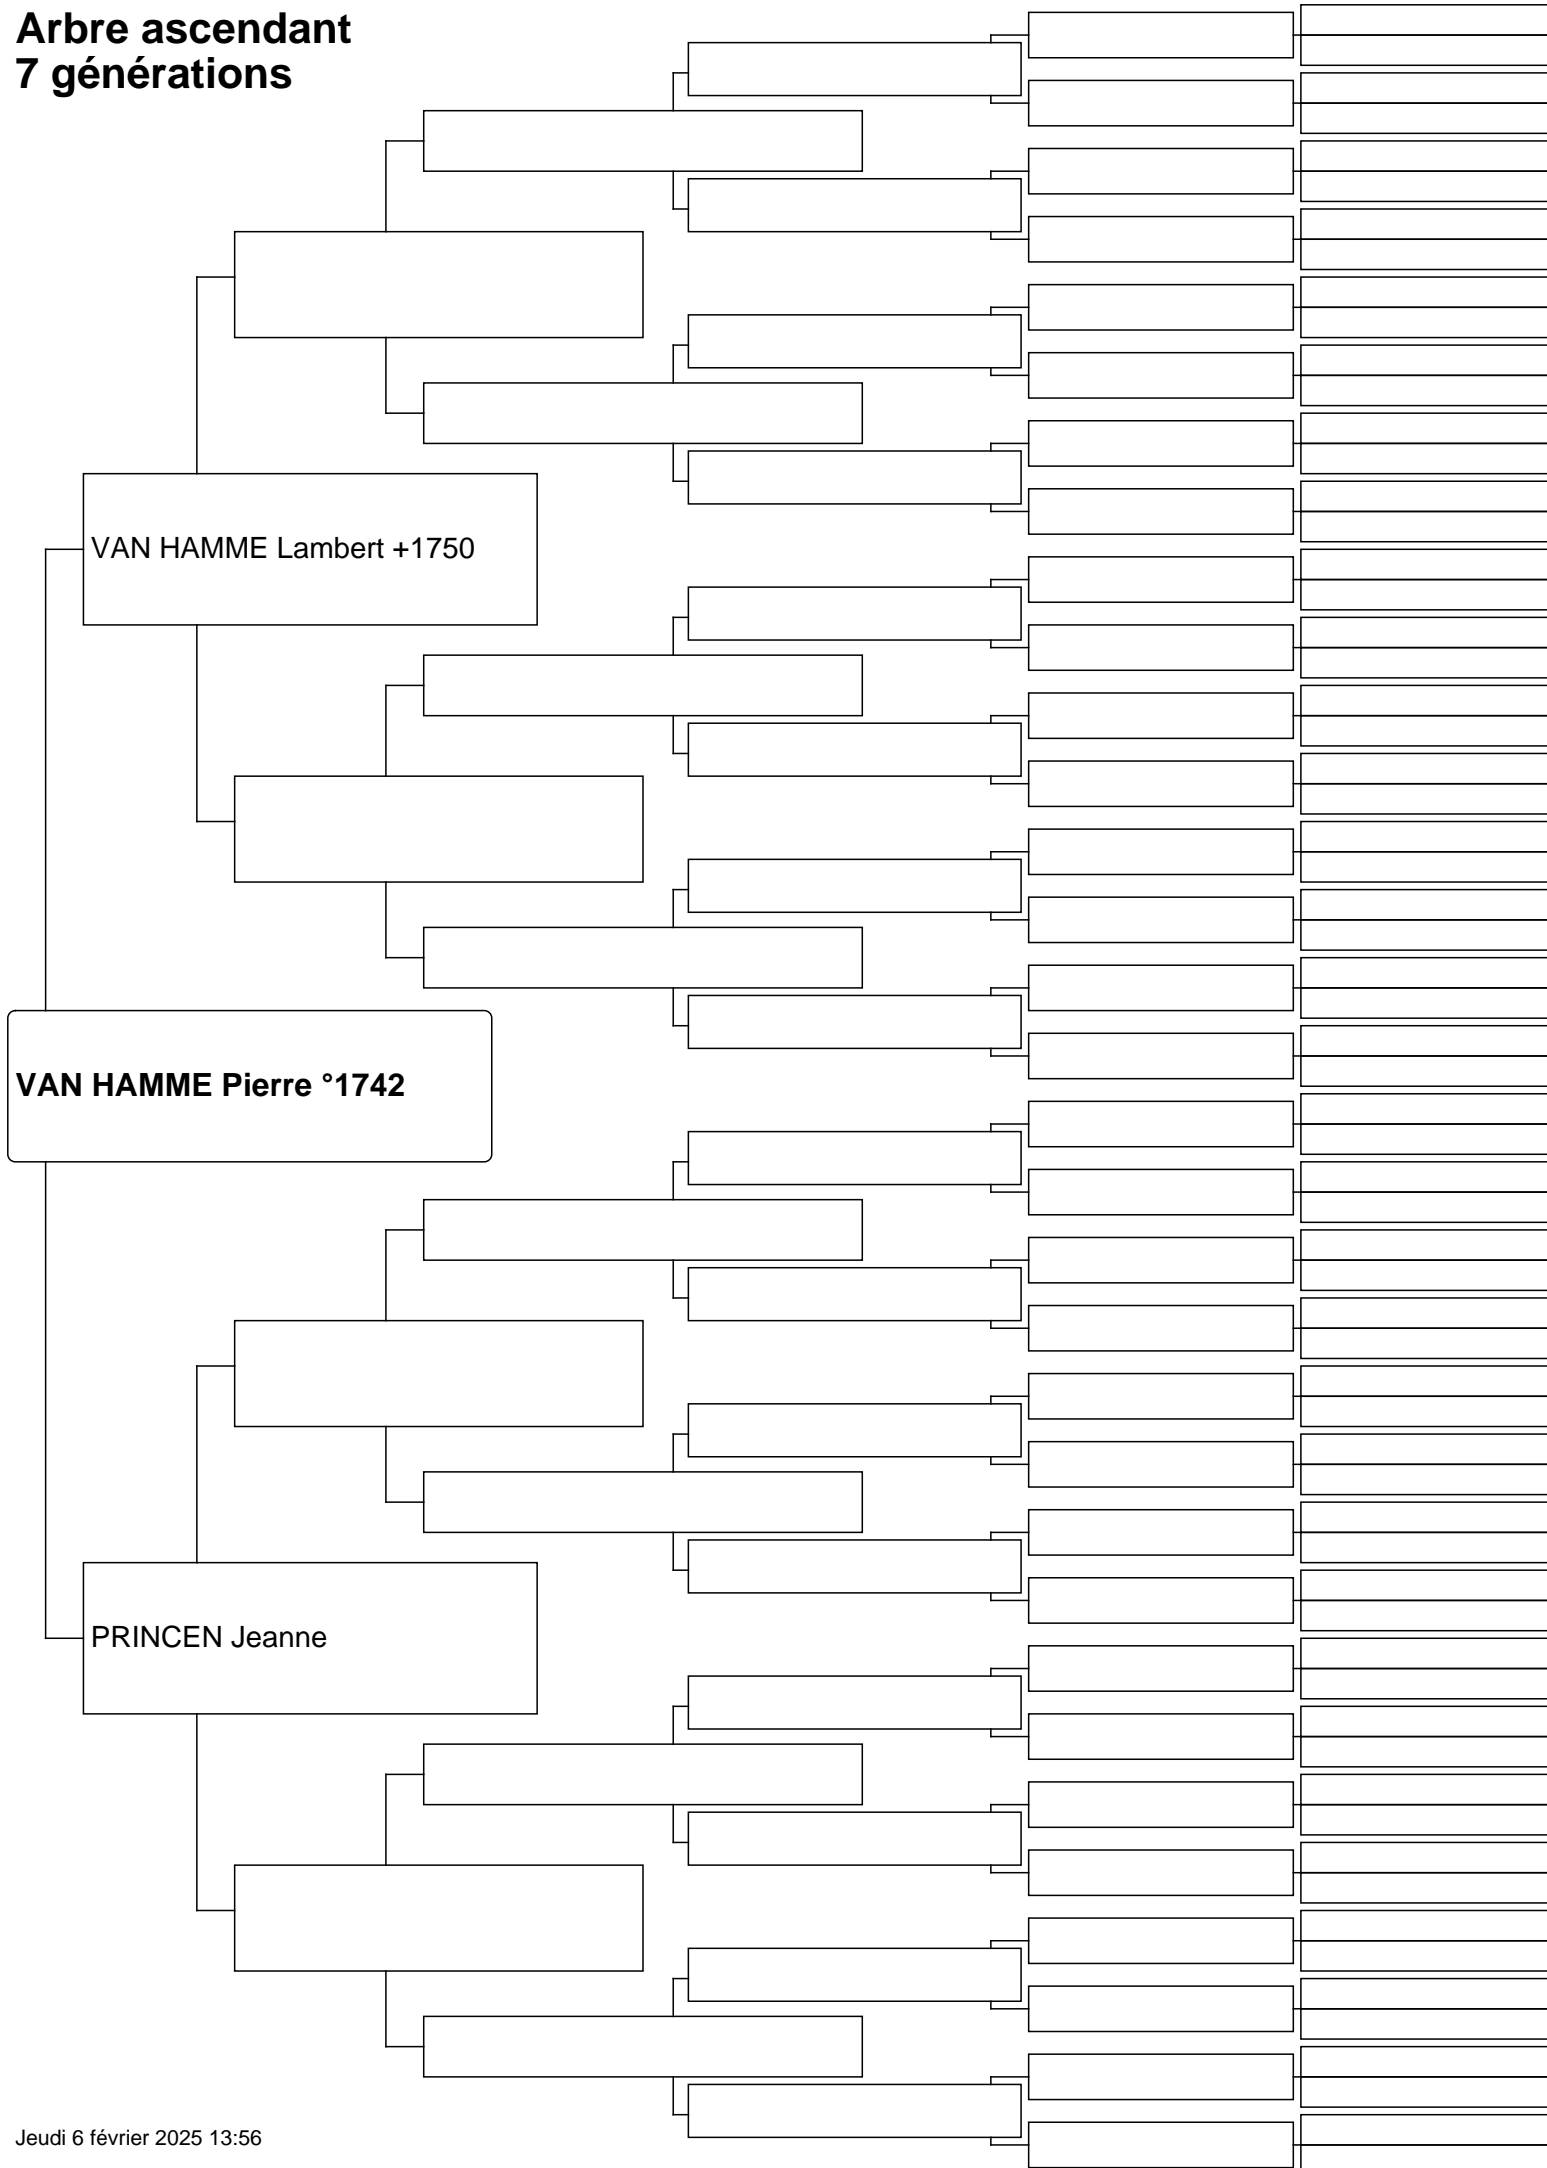 Arbre ascendant
7 générations
VAN HAMME Lambert +1750
VAN HAMME Pierre °1742
PRINCEN Jeanne
Jeudi 6 février 2025 13:56